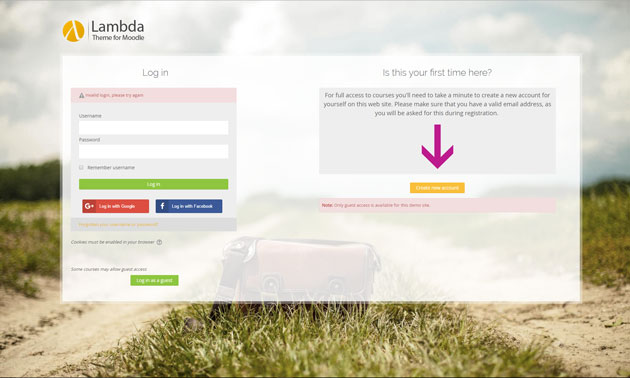 Lambda
Theme for Moodle
Log in
Invalid login, please try again
Username
Password
Remember username
Log in
Log in with Google
Log in with Facebook
Forgotten your username or password?
Cookies must be enabled in your browser
Some courses may allow guest access
Log in as a guest
Is this your first time here?
For full access to courses you'll need to take a minute to create a new account for
yourself on this web site. Please make sure that you have a valid email address, as
you will be asked for this during registration.
Create new account
Note: Only guest access is available for this demo site.